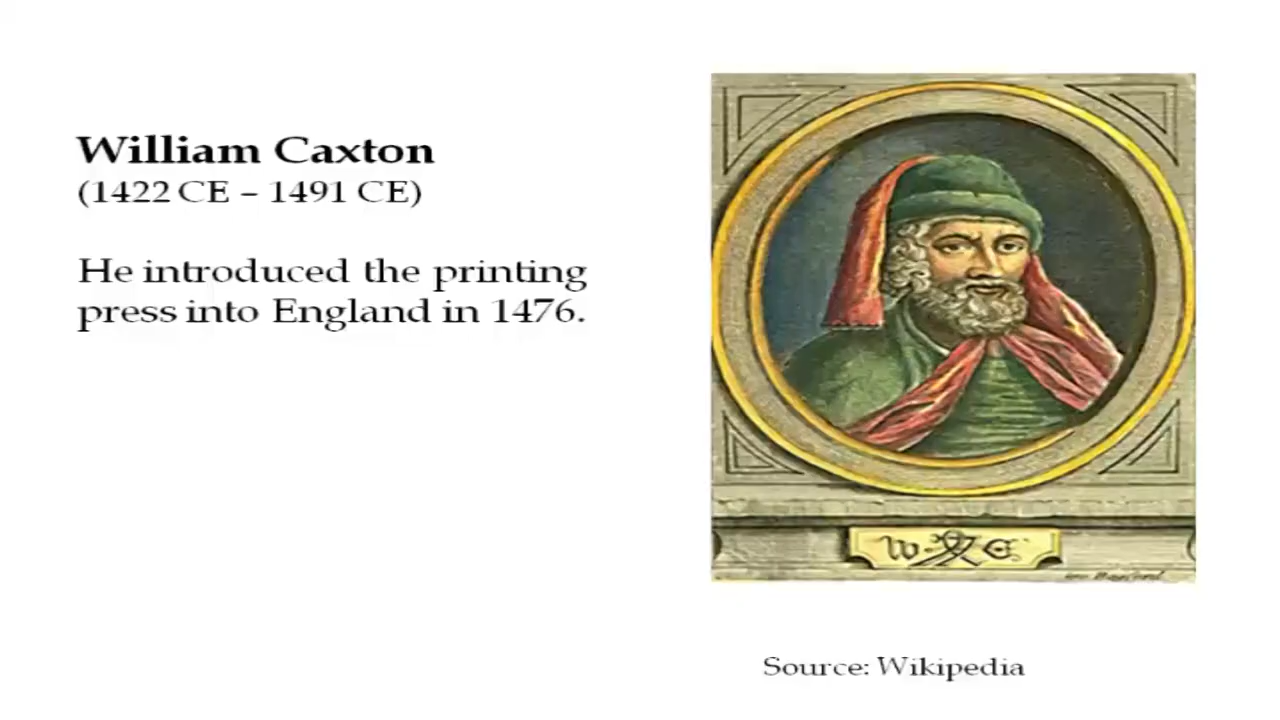 William Caxton
(1422 CE – 1491 CE)
He introduced the printing
press into England in 1476.
W C
Source: Wikipedia